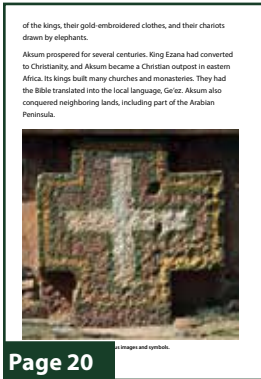 of the kings, their gold-embroidered clothes, and their chariots
drawn by elephants.
Aksum prospered for several centuries. King Ezana had converted
to Christianity, and Aksum became a Christian outpost in eastern
Africa. Its kings built many churches and monasteries. They had
the Bible translated into the local language, Ge'ez. Aksum also
conquered neighboring lands, including part of the Arabian
Peninsula.
images and symbols.
Page 20